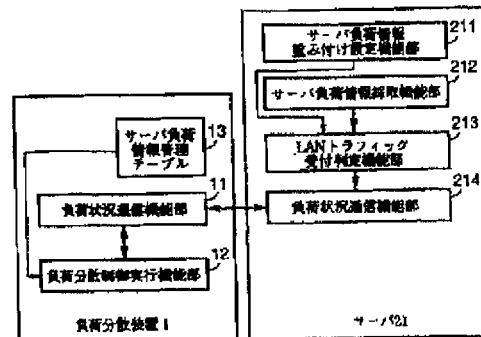 サーバ負荷情報
重み付け設定機能部
211
サーバ負荷情報採取機能部
212
LANトラフィック
受付判定機能部
213
負荷状況通信機能部
214
サーバ21
サーバ負荷
情報管理
テーブル
13
負荷状況通信機能部
11
負荷分散制御実行機能部
12
負荷分散装置1